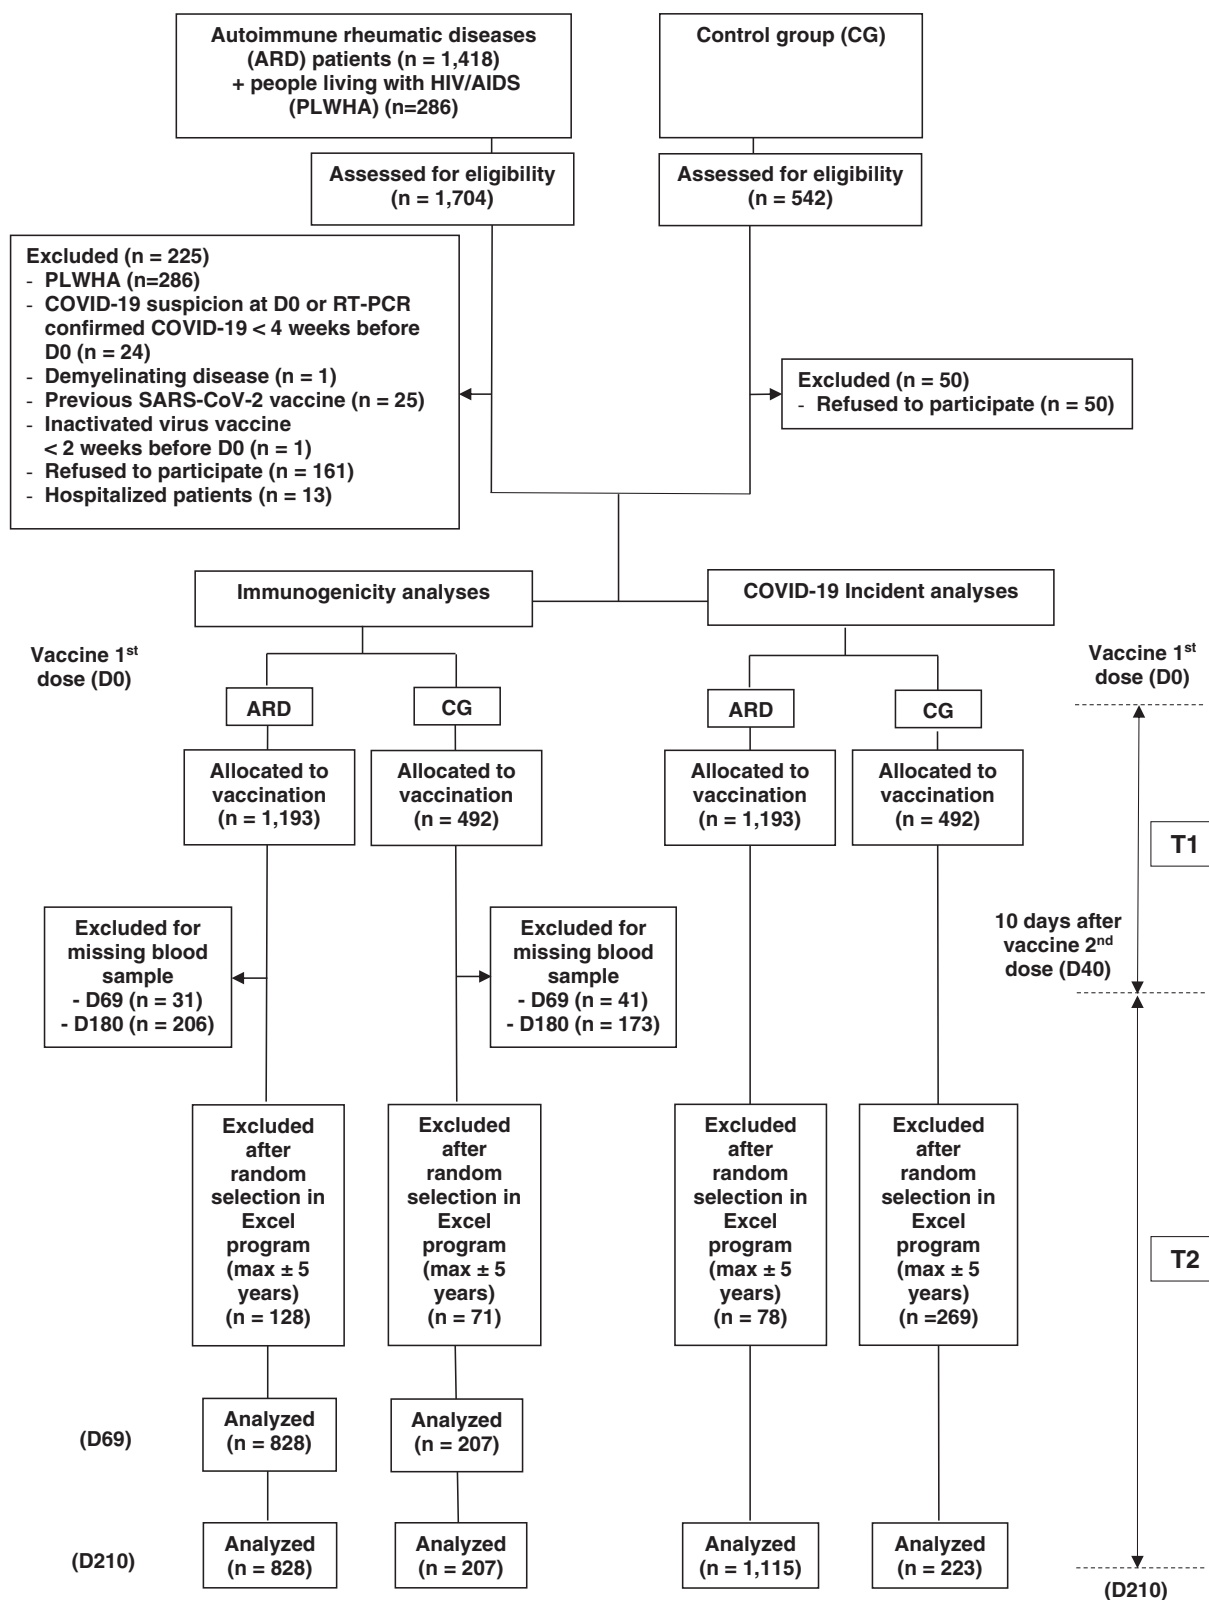 Autoimmune rheumatic diseases
(ARD) patients (n = 1,418)
+ people living with HIV/AIDS
(PLWHA) (n=286)
Control group (CG)
Assessed for eligibility
(n = 1,704)
Assessed for eligibility
(n = 542)
Excluded (n = 225)
- PLWHA (n=286)
- COVID-19 suspicion at D0 or RT-PCR
confirmed COVID-19 < 4 weeks before
D0 (n = 24)
- Demyelinating disease (n = 1)
- Previous SARS-CoV-2 vaccine (n = 25)
- Inactivated virus vaccine
< 2 weeks before D0 (n = 1)
- Refused to participate (n = 161)
- Hospitalized patients (n = 13)
Excluded (n = 50)
- Refused to participate (n = 50)
Immunogenicity analyses
COVID-19 Incident analyses
Vaccine 1st
dose (D0)
Vaccine 1st
dose (D0)
ARD
CG
ARD
CG
Allocated to
vaccination
(n = 1,193)
Allocated to
vaccination
(n = 492)
Allocated to
vaccination
(n = 1,193)
Allocated to
vaccination
(n = 492)
T1
Excluded for
missing blood
sample
- D69 (n = 31)
- D180 (n = 206)
Excluded for
missing blood
sample
- D69 (n = 41)
- D180 (n = 173)
10 days after
vaccine 2nd
dose (D40)
Excluded
after
random
selection in
Excel
program
(max ± 5
years)
(n = 128)
Excluded
after
random
selection in
Excel
program
(max ± 5
years)
(n = 71)
Excluded
after
random
selection in
Excel
program
(max ± 5
years)
(n = 78)
Excluded
after
random
selection in
Excel
program
(max ± 5
years)
(n =269)
T2
(D69)
Analyzed
(n = 828)
Analyzed
(n = 207)
(D210)
Analyzed
(n = 828)
Analyzed
(n = 207)
Analyzed
(n = 1,115)
Analyzed
(n = 223)
(D210)